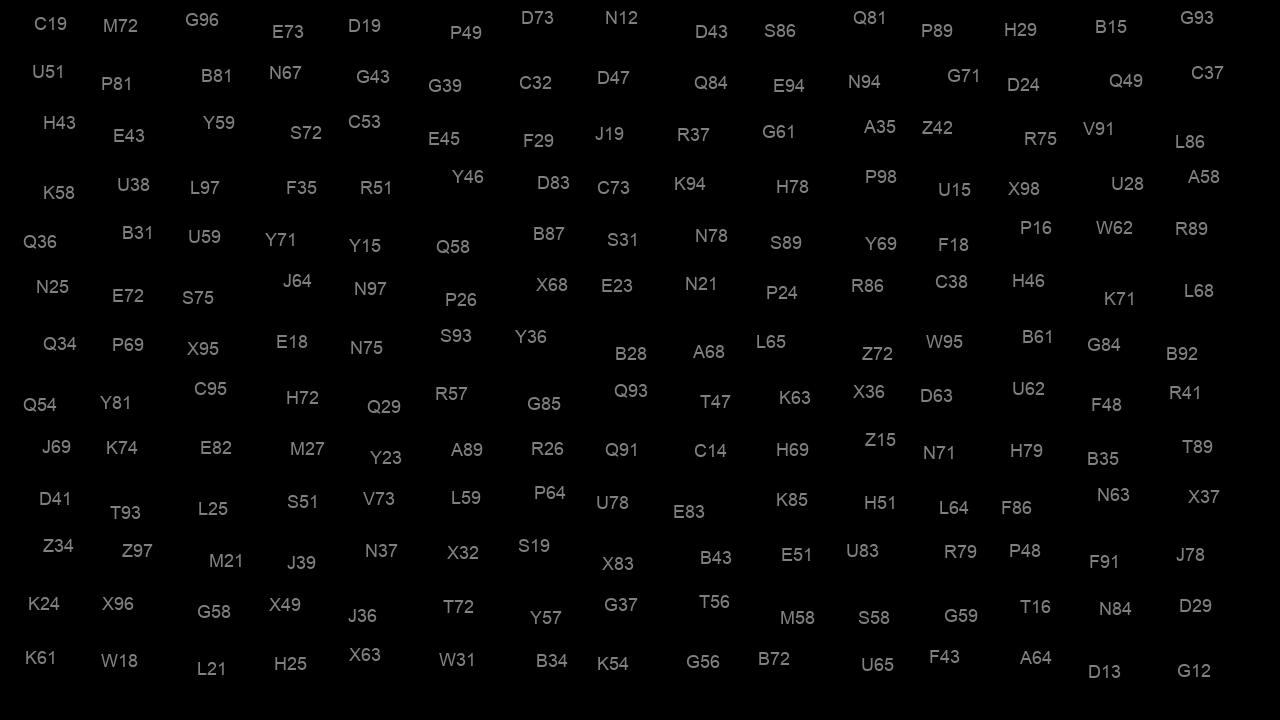 C19 M72 G96 E73 D19 P49 D73 N12 D43 S86 Q81 P89 H29 B15 G93
U51 P81 B81 N67 G43 G39 C32 D47 Q84 E94 N94 G71 D24 Q49 C37
H43 E43 Y59 S72 C53 E45 F29 J19 R37 G61 A35 Z42 R75 V91 L86
K58 U38 L97 F35 R51 Y46 D83 C73 K94 H78 P98 U15 X98 U28 A58
Q36 B31 U59 Y71 Y15 Q58 B87 S31 N78 S89 Y69 F18 P16 W62 R89
N25 E72 S75 J64 N97 P26 X68 E23 N21 P24 R86 C38 H46 K71 L68
Q34 P69 X95 E18 N75 S93 Y36 B28 A68 L65 Z72 W95 B61 G84 B92
Q54 Y81 C95 H72 Q29 R57 G85 Q93 T47 K63 X36 D63 U62 F48 R41
J69 K74 E82 M27 Y23 A89 R26 Q91 C14 H69 Z15 N71 H79 B35 T89
D41 T93 L25 S51 V73 L59 P64 U78 E83 K85 H51 L64 F86 N63 X37
Z34 Z97 M21 J39 N37 X32 S19 X83 B43 E51 U83 R79 P48 F91 J78
K24 X96 G58 X49 J36 T72 Y57 G37 T56 M58 S58 G59 T16 N84 D29
K61 W18 L21 H25 X63 W31 B34 K54 G56 B72 U65 F43 A64 D13 G12